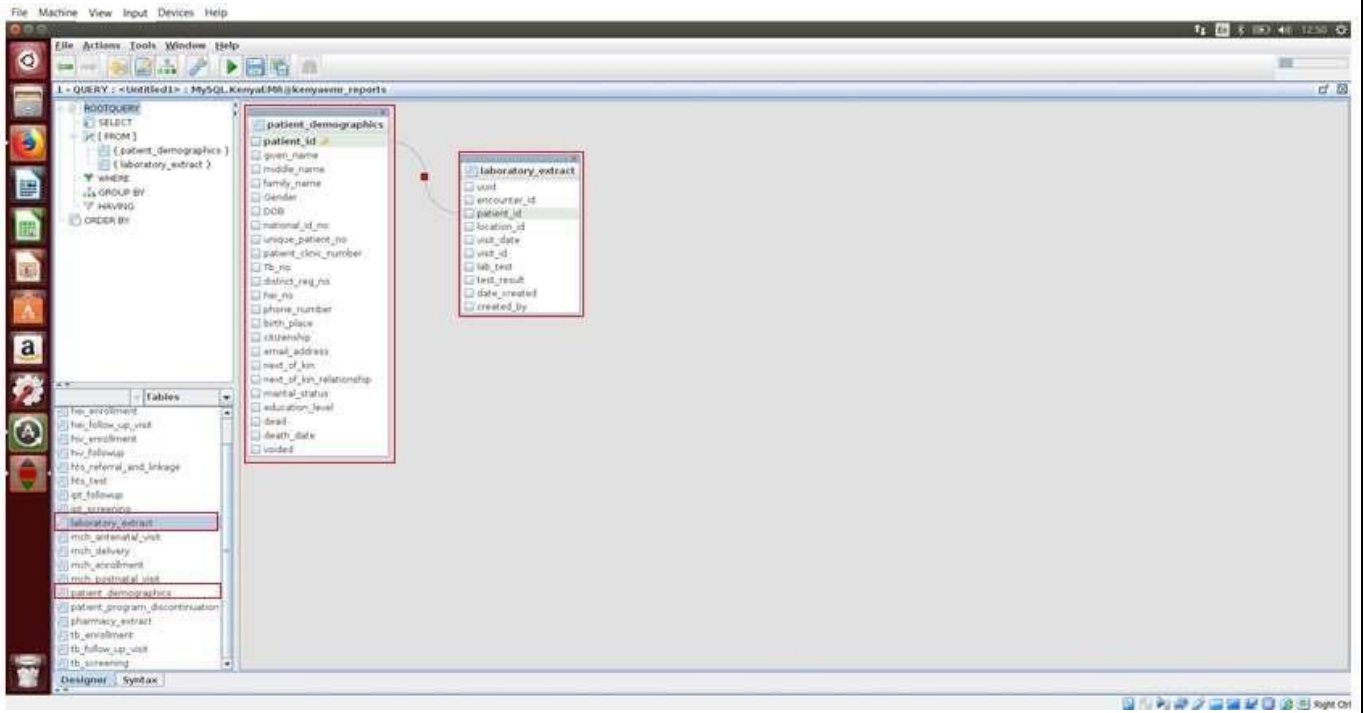 File Machine View Input Devices Help
En 12:50
File Actions Tools Window Help
1 - QUERY : <Untitled1> : MySQL.KenyaEMR@kenyaemr_reports
ROOTQUERY
SELECT
[ FROM ]
{ patient_demographics }
{ laboratory_extract }
WHERE
GROUP BY
HAVING
ORDER BY
Tables
hei_enrollment
hei_follow_up_visit
hiv_enrollment
hiv_followup
hts_referral_and_linkage
hts_test
ipt_followup
ipt_screening
laboratory_extract
mch_antenatal_visit
mch_delivery
mch_enrollment
mch_postnatal_visit
patient_demographics
patient_program_discontinuation
pharmacy_extract
tb_enrollment
tb_follow_up_visit
tb_screening
Designer Syntax
patient_demographics
patient_id
given_name
middle_name
family_name
Gender
DOB
national_id_no
unique_patient_no
patient_clinic_number
Tb_no
district_reg_no
hei_no
phone_number
birth_place
citizenship
email_address
next_of_kin
next_of_kin_relationship
marital_status
education_level
dead
death_date
voided
laboratory_extract
uuid
encounter_id
patient_id
location_id
visit_date
visit_id
lab_test
test_result
date_created
created_by
Right Ctrl